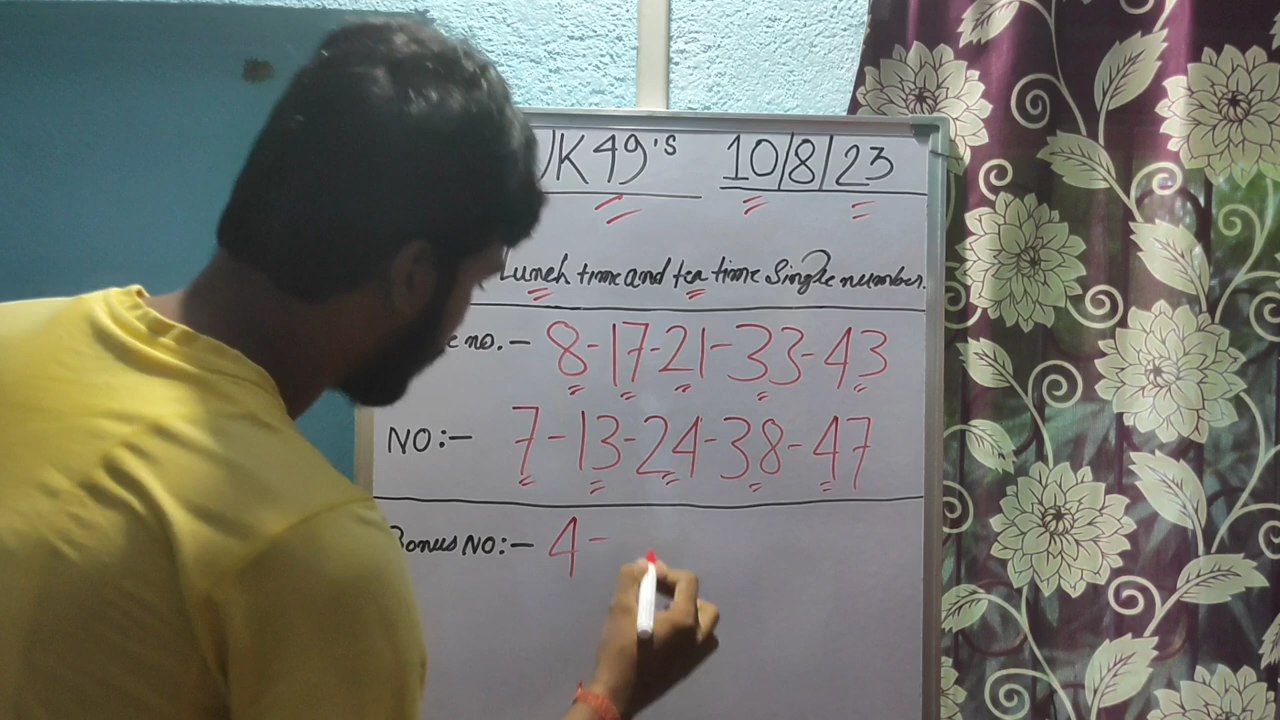 UK49's 10/8/23
Lunch time and tea time Single number.
no.- 8-17-21-33-43
NO:- 7-13-24-38-47
Bonus NO:- 4-